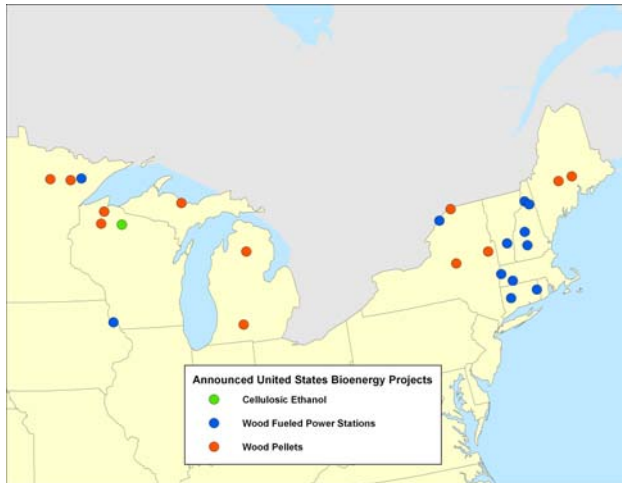 Announced United States Bioenergy Projects
Cellulosic Ethanol
Wood Fueled Power Stations
Wood Pellets